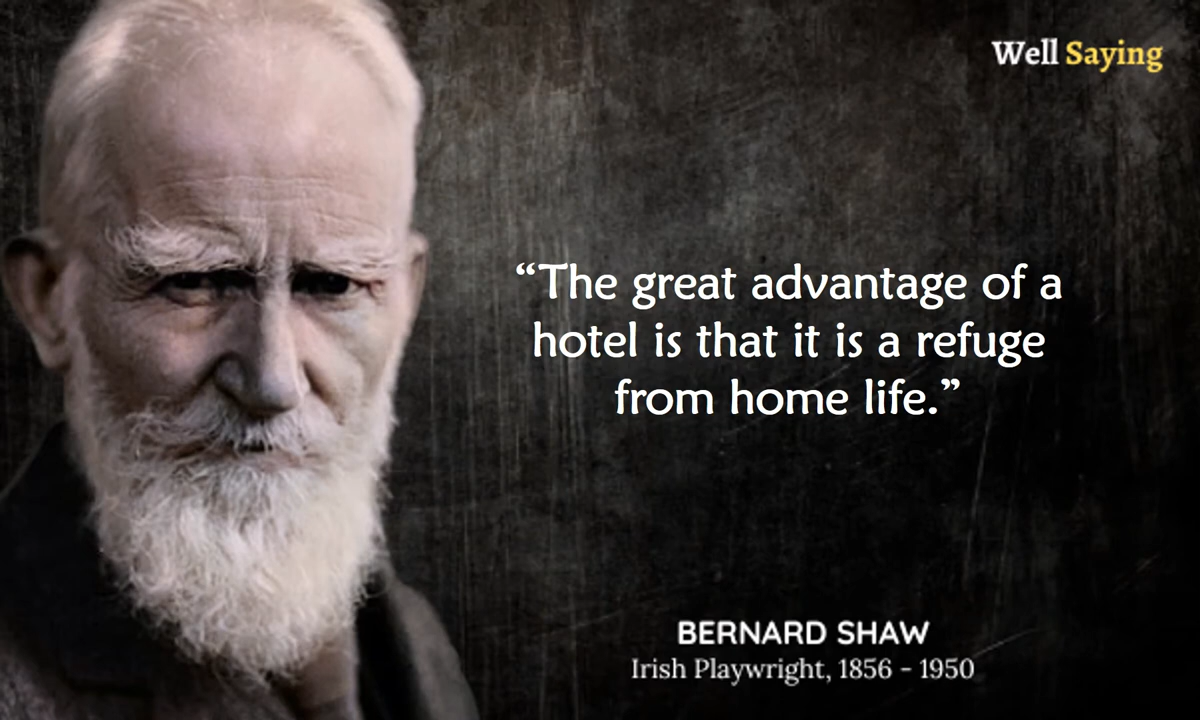 Well Saying
“The great advantage of a
hotel is that it is a refuge
from home life.”
BERNARD SHAW
Irish Playwright, 1856 - 1950